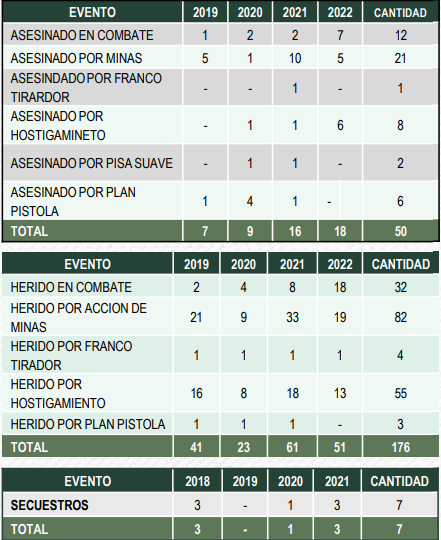 EVENTO 2019 2020 2021 2022 CANTIDAD
ASESINADO EN COMBATE 1 2 2 7 12
ASESINADO POR MINAS 5 1 10 5 21
ASESINDADO POR FRANCO
TIRARDOR - - 1 - 1
ASESINADO POR
HOSTIGAMINETO - 1 1 6 8
ASESINADO POR PISA SUAVE - 1 1 - 2
ASESINADO POR PLAN
PISTOLA 1 4 1 - 6
TOTAL 7 9 16 18 50
EVENTO 2019 2020 2021 2022 CANTIDAD
HERIDO EN COMBATE 2 4 8 18 32
HERIDO POR ACCION DE
MINAS 21 9 33 19 82
HERIDO POR FRANCO
TIRADOR 1 1 1 1 4
HERIDO POR
HOSTIGAMIENTO 16 8 18 13 55
HERIDO POR PLAN PISTOLA 1 1 1 - 3
TOTAL 41 23 61 51 176
EVENTO 2018 2019 2020 2021 CANTIDAD
SECUESTROS 3 - 1 3 7
TOTAL 3 - 1 3 7